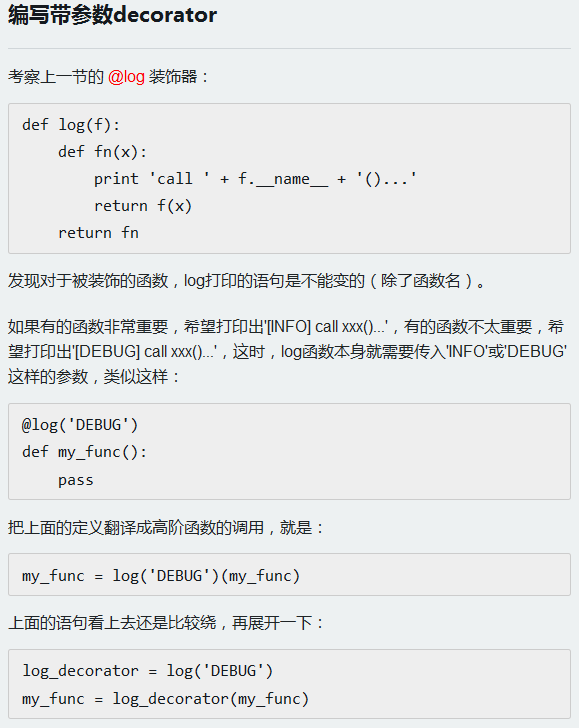 编写带参数decorator
考察上一节的 @log 装饰器：
def log(f):
    def fn(x):
        print 'call ' + f.__name__ + '()...'
        return f(x)
    return fn
发现对于被装饰的函数，log打印的语句是不能变的（除了函数名）。
如果有的函数非常重要，希望打印出'[INFO] call xxx()...'，有的函数不太重要，希
望打印出'[DEBUG] call xxx()...'，这时，log函数本身就需要传入'INFO'或'DEBUG'
这样的参数，类似这样：
@log('DEBUG')
def my_func():
    pass
把上面的定义翻译成高阶函数的调用，就是：
my_func = log('DEBUG')(my_func)
上面的语句看上去还是比较绕，再展开一下：
log_decorator = log('DEBUG')
my_func = log_decorator(my_func)